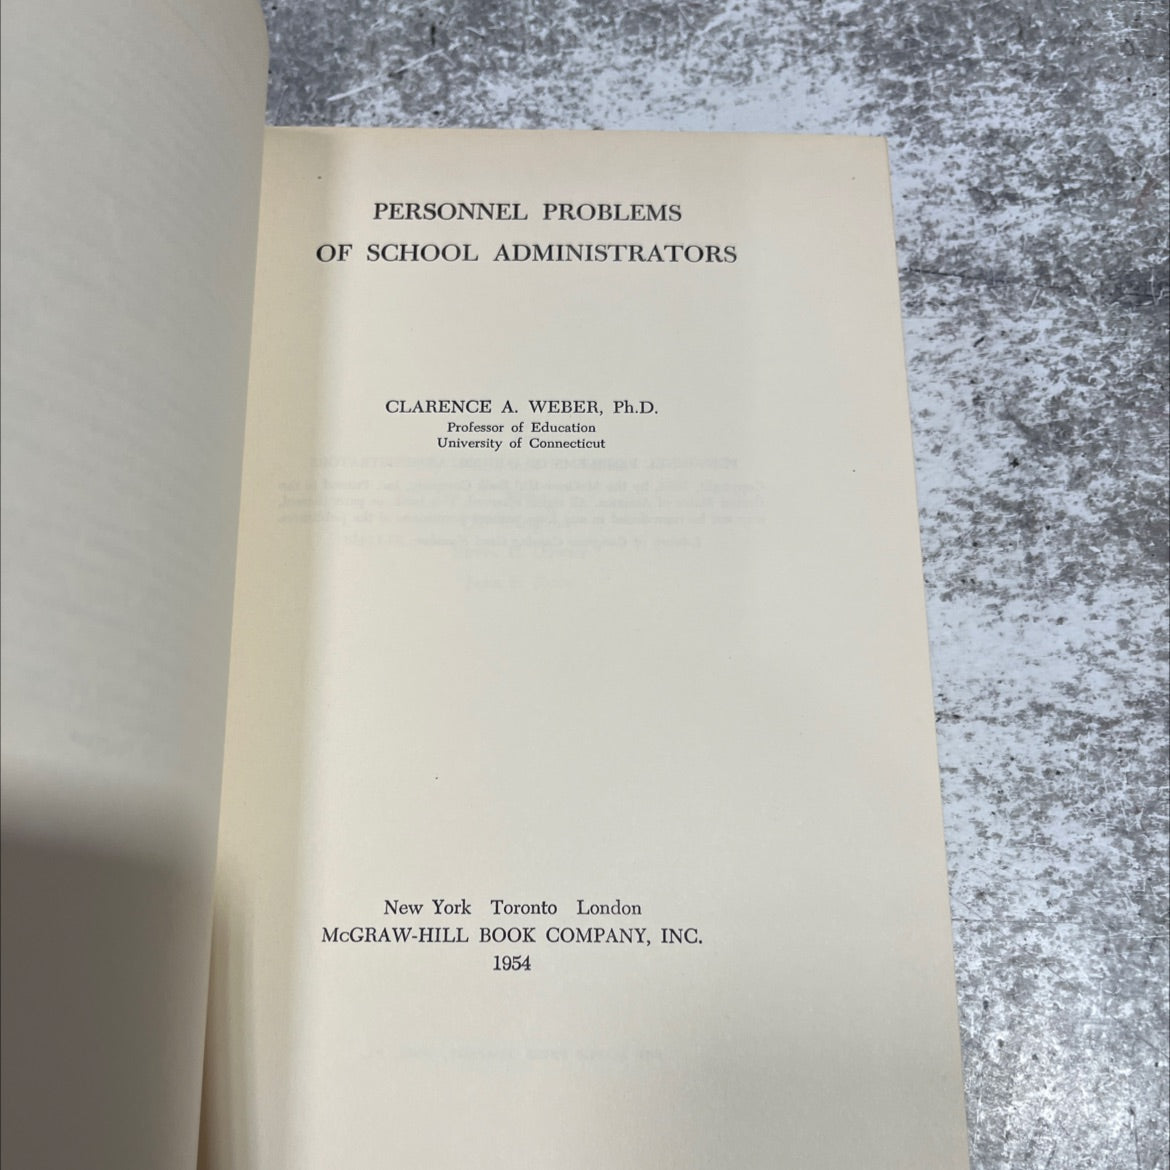 PERSONNEL PROBLEMS
OF SCHOOL ADMINISTRATORS
CLARENCE A. WEBER, Ph.D.
Professor of Education
University of Connecticut
New York Toronto London
McGRAW-HILL BOOK COMPANY, INC.
1954